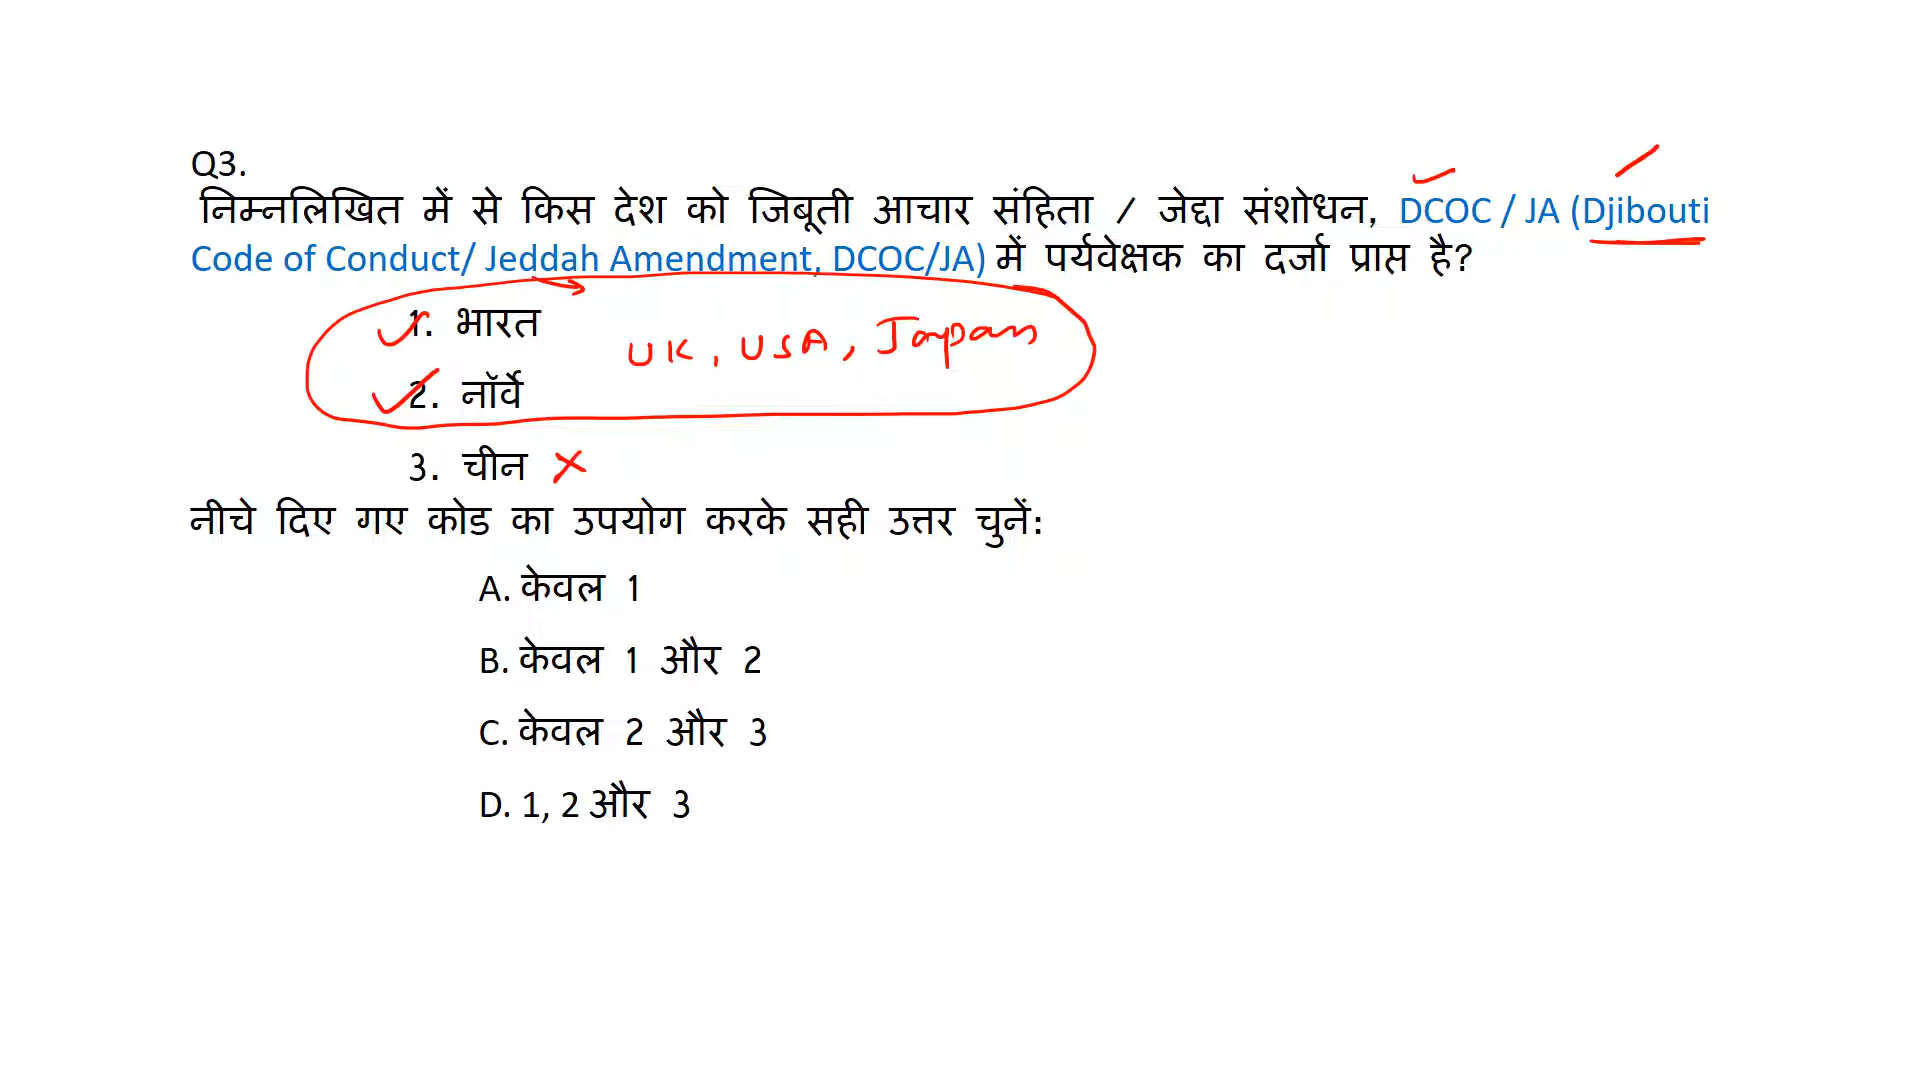 Q3.
निम्नलिखित में से किस देश को जिबूती आचार संहिता / जेद्दा संशोधन, DCOC / JA (Djibouti
Code of Conduct/ Jeddah Amendment, DCOC/JA) में पर्यवेक्षक का दर्जा प्राप्त है?
1. भारत
UK, USA, Japan
2. नॉर्वे
3. चीन
नीचे दिए गए कोड का उपयोग करके सही उत्तर चुनें:
A. केवल 1
B. केवल 1 और 2
C. केवल 2 और 3
D. 1, 2 और 3